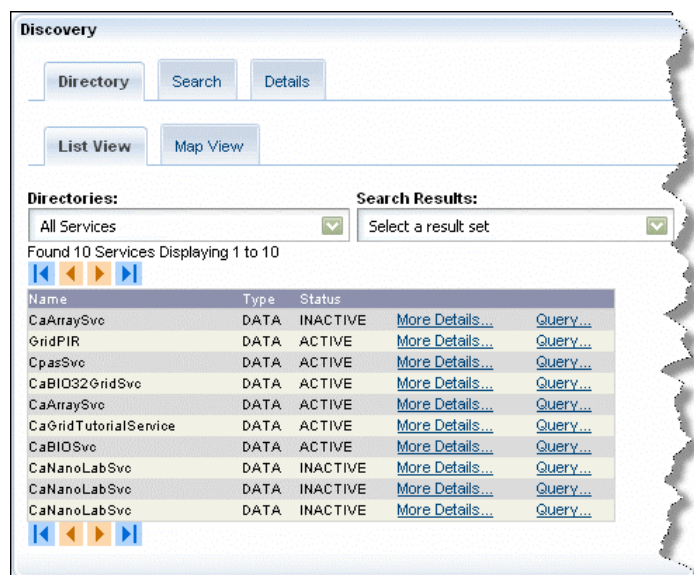 Discovery
Directory Search Details
List View Map View
Directories: Search Results:
All Services Select a result set
Found 10 Services Displaying 1 to 10
Name Type Status
CaArraySvc DATA INACTIVE More Details... Query...
GridPIR DATA ACTIVE More Details... Query...
CpasSvc DATA ACTIVE More Details... Query...
CaBIO32GridSvc DATA ACTIVE More Details... Query...
CaArraySvc DATA ACTIVE More Details... Query...
CaGridTutorialService DATA ACTIVE More Details... Query...
CaBIOSvc DATA ACTIVE More Details... Query...
CaNanoLabSvc DATA INACTIVE More Details... Query...
CaNanoLabSvc DATA INACTIVE More Details... Query...
CaNanoLabSvc DATA INACTIVE More Details... Query...